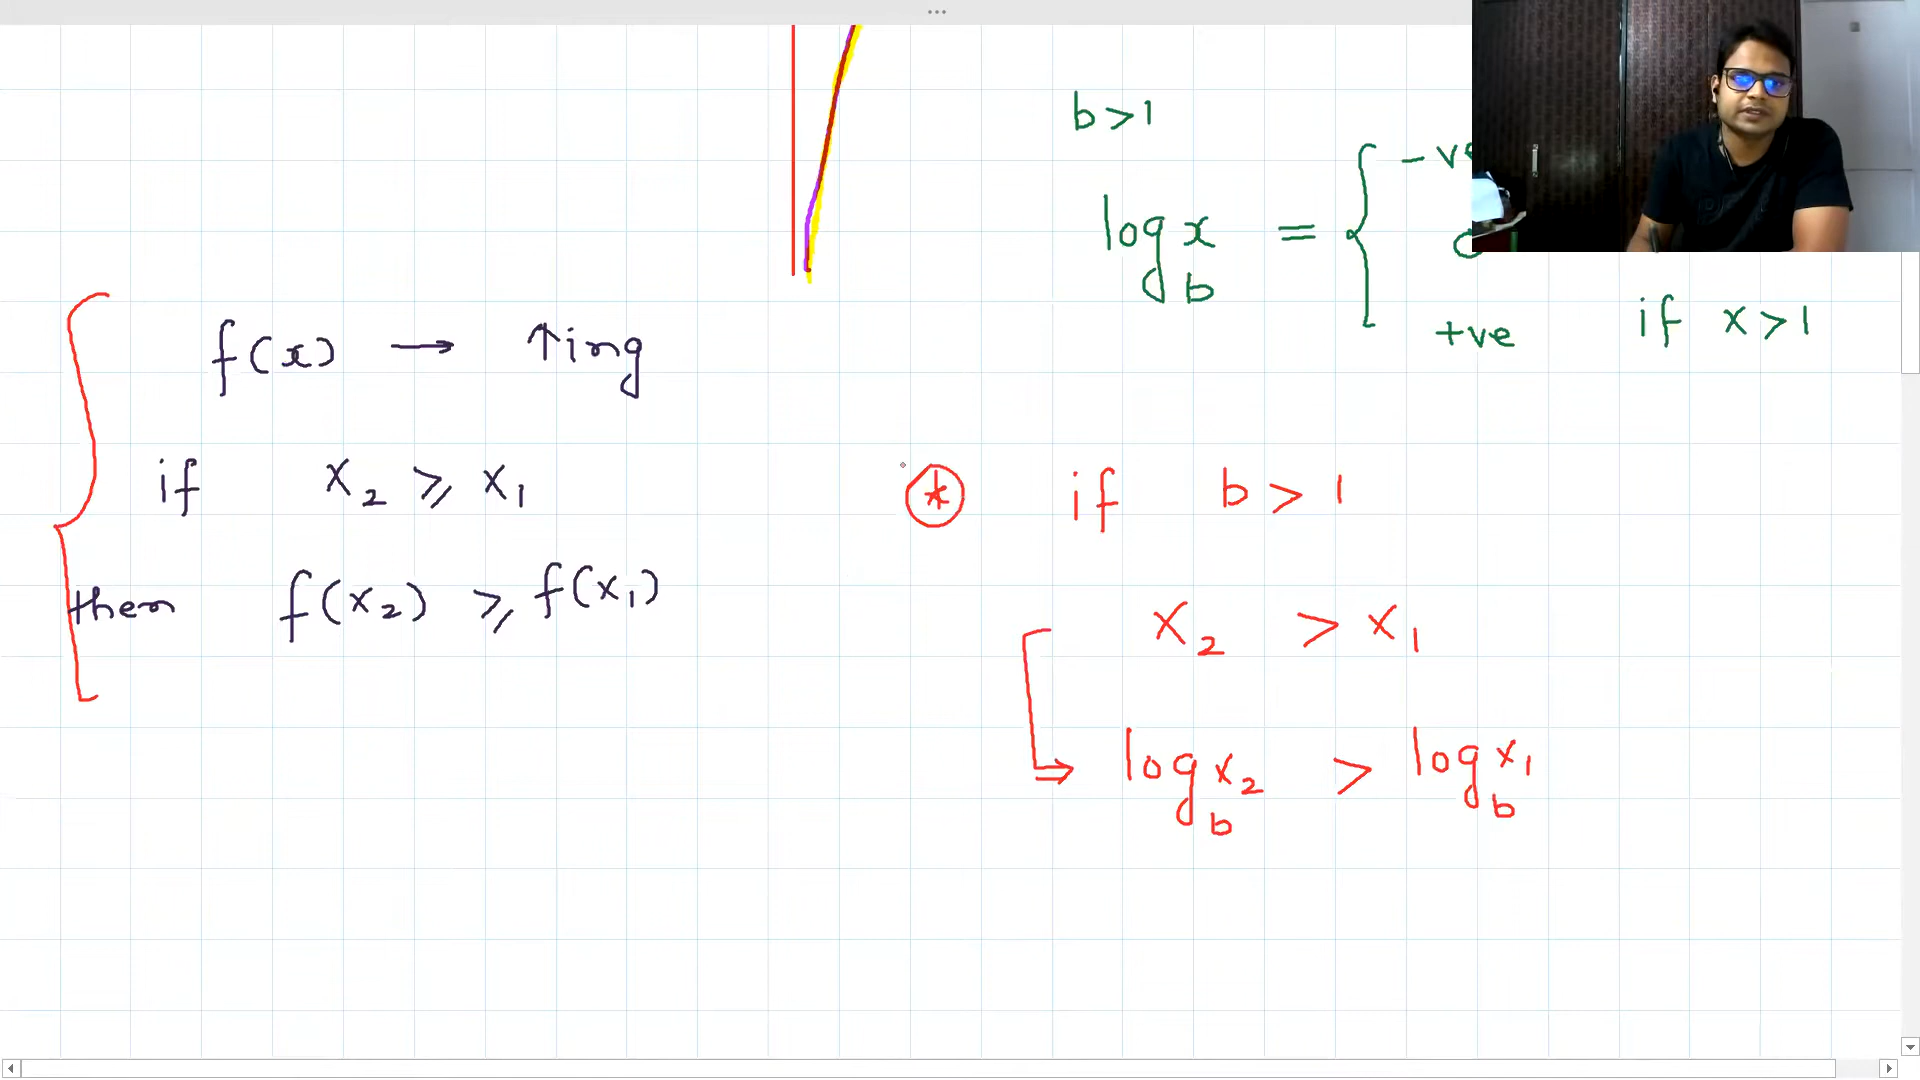 b > 1
log_b x = { -ve
0
+ve if x > 1
f(x) → ↑ing
if x₂ ⩾ x₁
then f(x₂) ⩾ f(x₁)
* if b > 1
x₂ > x₁
⇒ log_b x₂ > log_b x₁